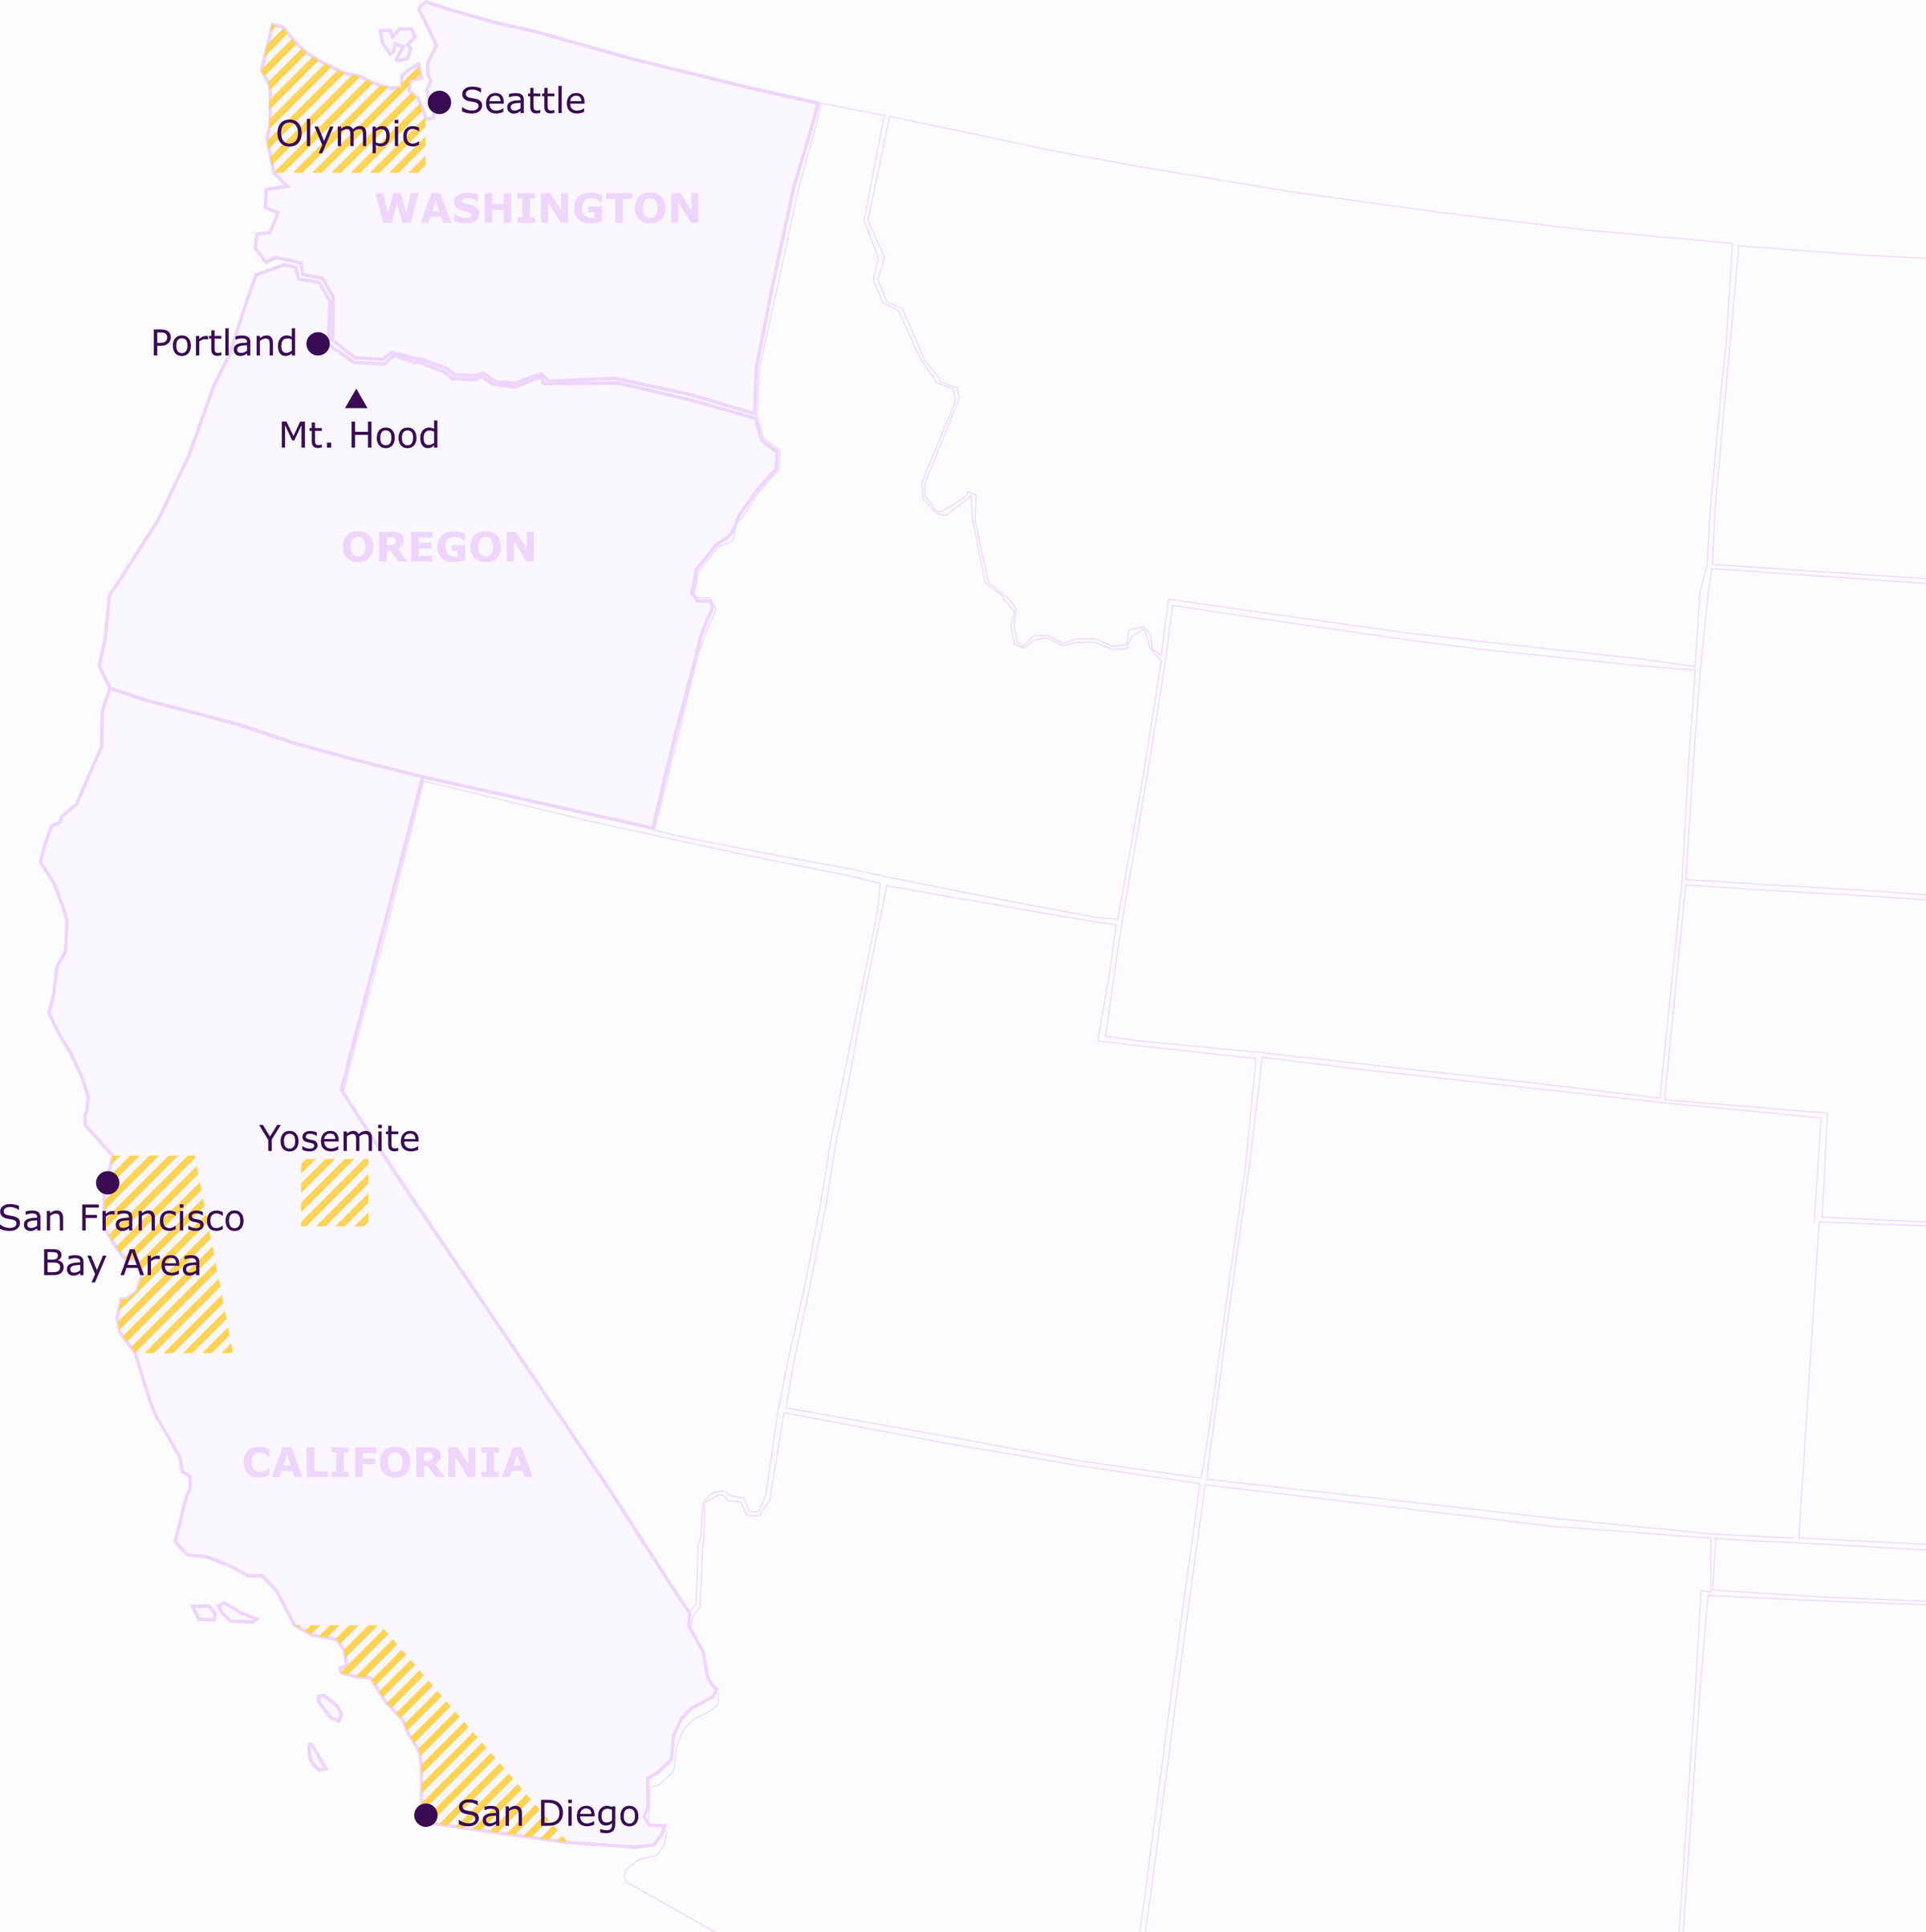 Seattle
Olympic
WASHINGTON
Portland
Mt. Hood
OREGON
Yosemite
San Francisco
Bay Area
CALIFORNIA
San Diego